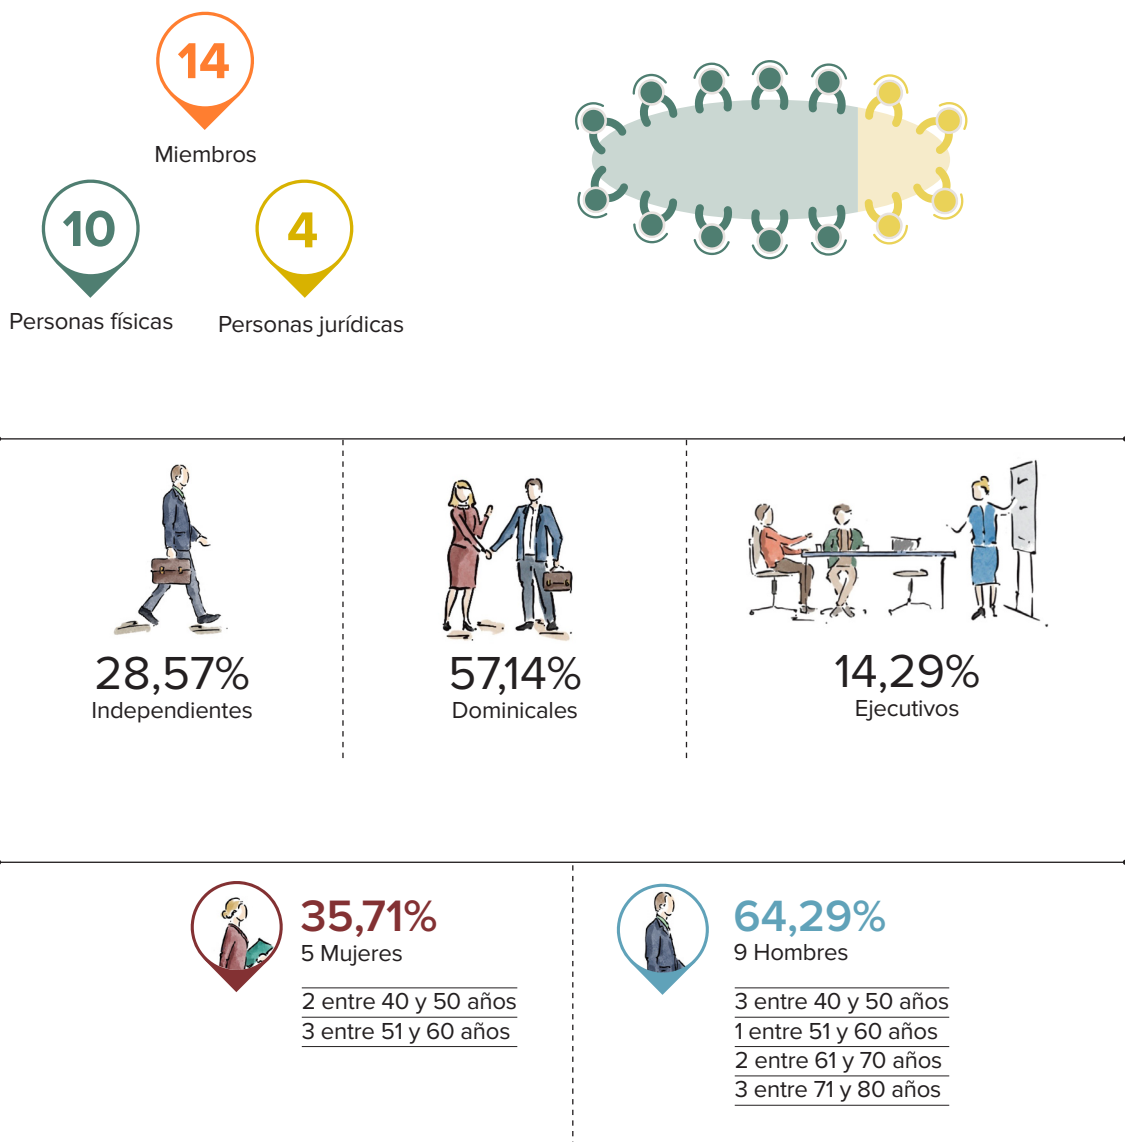 14
Miembros
10
Personas físicas
4
Personas jurídicas
28,57%
Independientes
57,14%
Dominicales
14,29%
Ejecutivos
35,71%
5 Mujeres
2 entre 40 y 50 años
3 entre 51 y 60 años
64,29%
9 Hombres
3 entre 40 y 50 años
1 entre 51 y 60 años
2 entre 61 y 70 años
3 entre 71 y 80 años